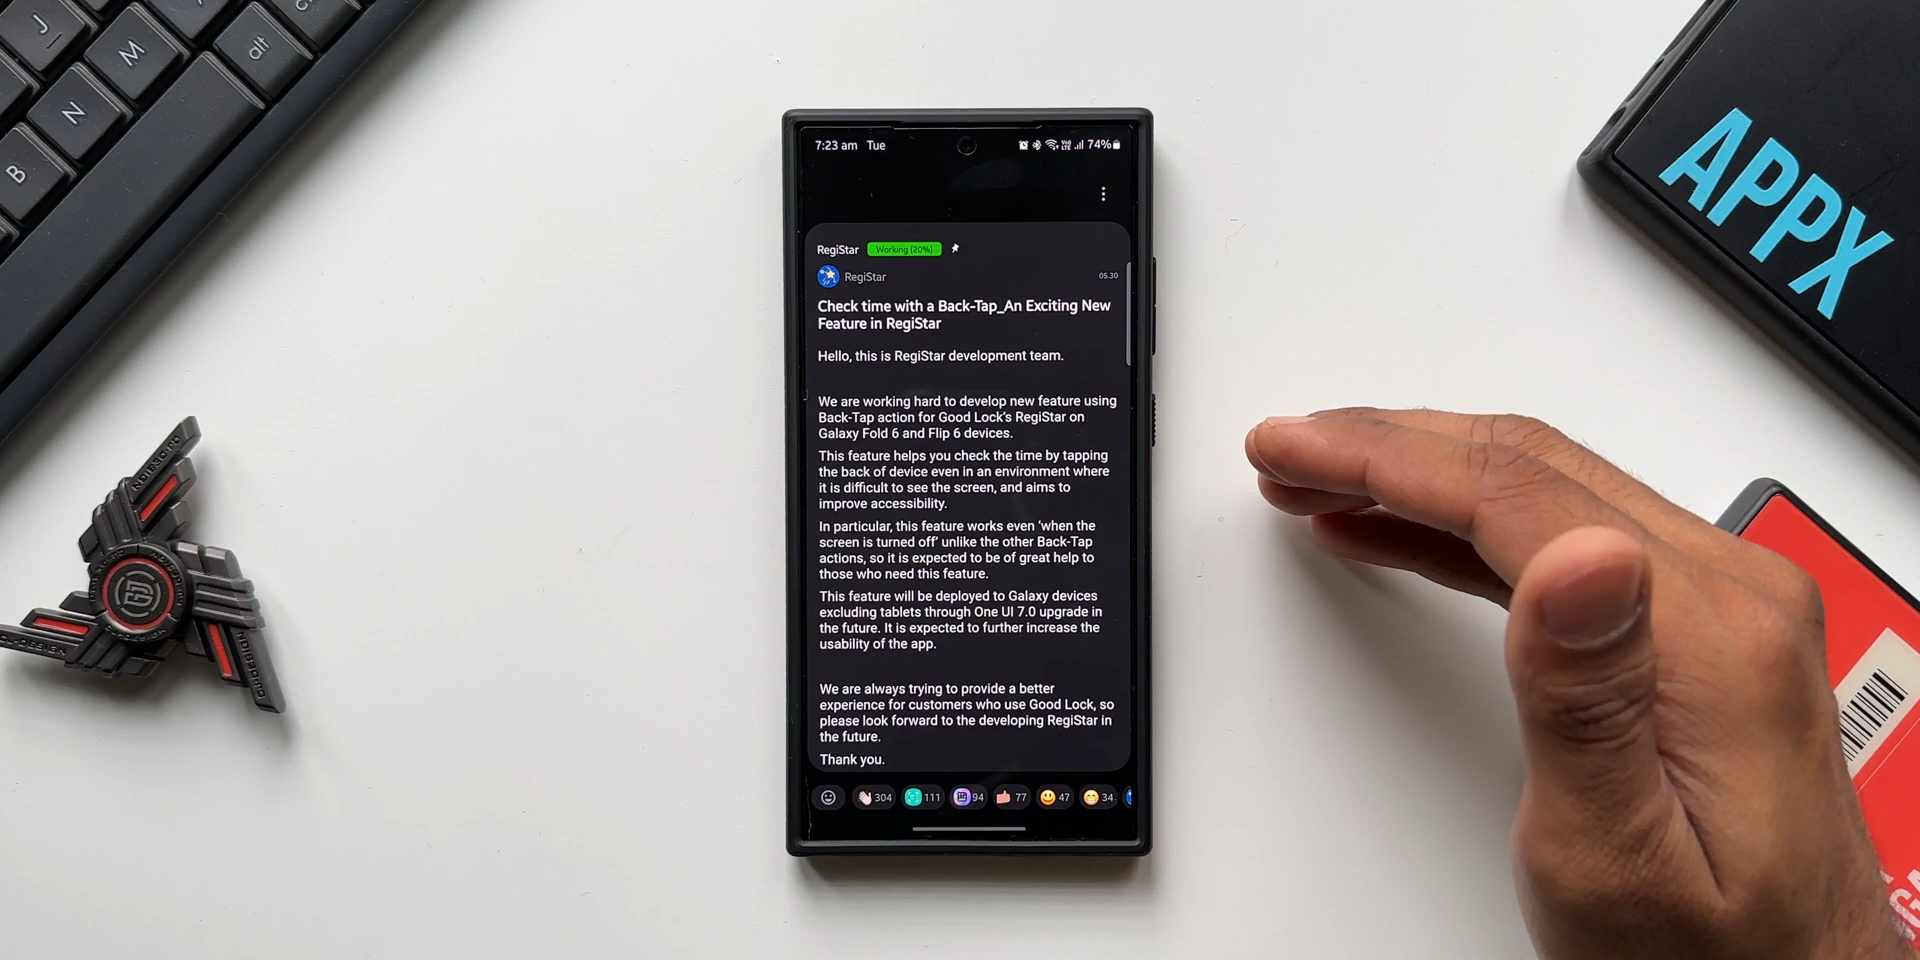 J
M
alt
N
B
APPX
7:23 am Tue
74%
RegiStar Working (20%)
RegiStar 05.30
Check time with a Back-Tap_An Exciting New
Feature in RegiStar
Hello, this is RegiStar development team.
We are working hard to develop new feature using
Back-Tap action for Good Lock's RegiStar on
Galaxy Fold 6 and Flip 6 devices.
This feature helps you check the time by tapping
the back of device even in an environment where
it is difficult to see the screen, and aims to
improve accessibility.
In particular, this feature works even ‘when the
screen is turned off’ unlike the other Back-Tap
actions, so it is expected to be of great help to
those who need this feature.
This feature will be deployed to Galaxy devices
excluding tablets through One UI 7.0 upgrade in
the future. It is expected to further increase the
usability of the app.
We are always trying to provide a better
experience for customers who use Good Lock, so
please look forward to the developing RegiStar in
the future.
Thank you.
304 111 94 77 47 34